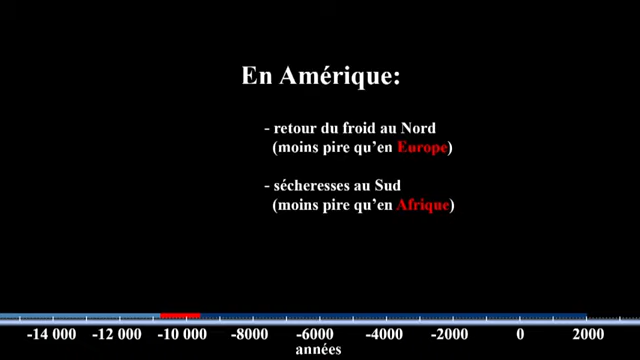 En Amérique:
- retour du froid au Nord
(moins pire qu'en Europe)
- sécheresses au Sud
(moins pire qu'en Afrique)
-14 000 -12 000 -10 000 -8000 -6000 -4000 -2000 0 2000
années